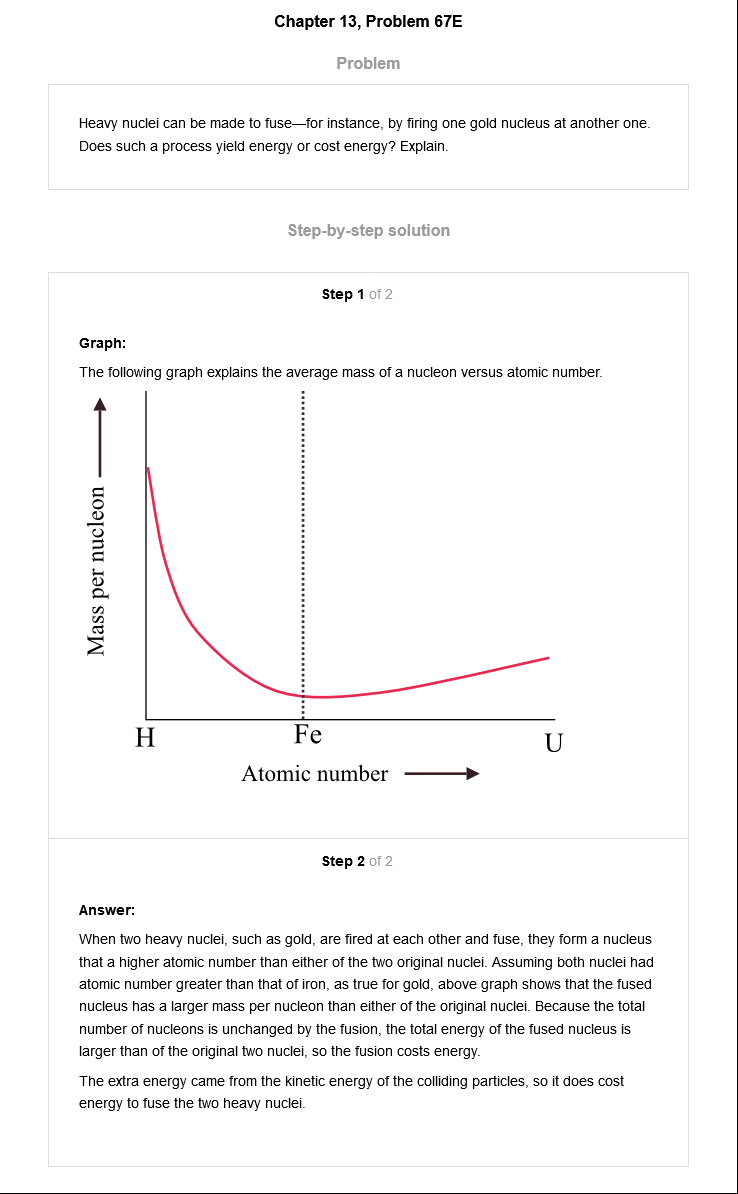 Chapter 13, Problem 67E
Problem
Heavy nuclei can be made to fuse—for instance, by firing one gold nucleus at another one.
Does such a process yield energy or cost energy? Explain.
Step-by-step solution
Step 1 of 2
Graph:
The following graph explains the average mass of a nucleon versus atomic number.
Mass per nucleon
H
Fe
U
Atomic number
Step 2 of 2
Answer:
When two heavy nuclei, such as gold, are fired at each other and fuse, they form a nucleus
that a higher atomic number than either of the two original nuclei. Assuming both nuclei had
atomic number greater than that of iron, as true for gold, above graph shows that the fused
nucleus has a larger mass per nucleon than either of the original nuclei. Because the total
number of nucleons is unchanged by the fusion, the total energy of the fused nucleus is
larger than of the original two nuclei, so the fusion costs energy.
The extra energy came from the kinetic energy of the colliding particles, so it does cost
energy to fuse the two heavy nuclei.